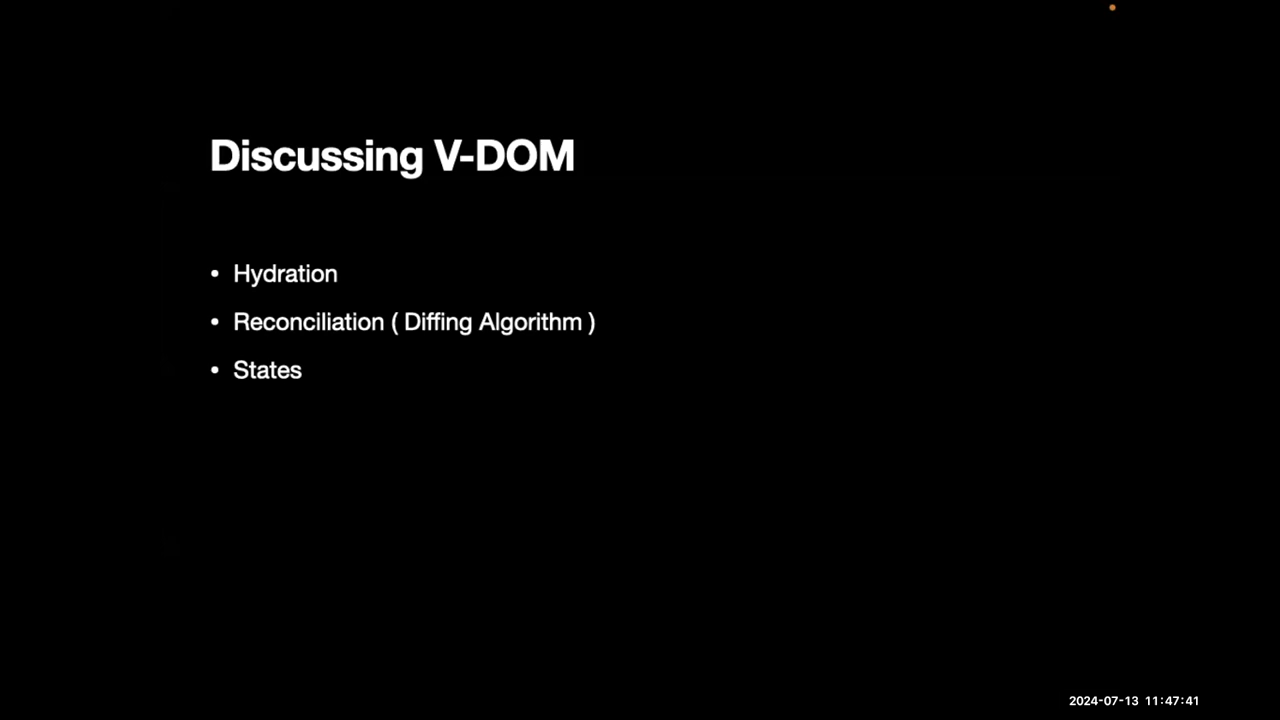 Discussing V-DOM
• Hydration
• Reconciliation ( Diffing Algorithm )
• States
2024-07-13 11:47:41